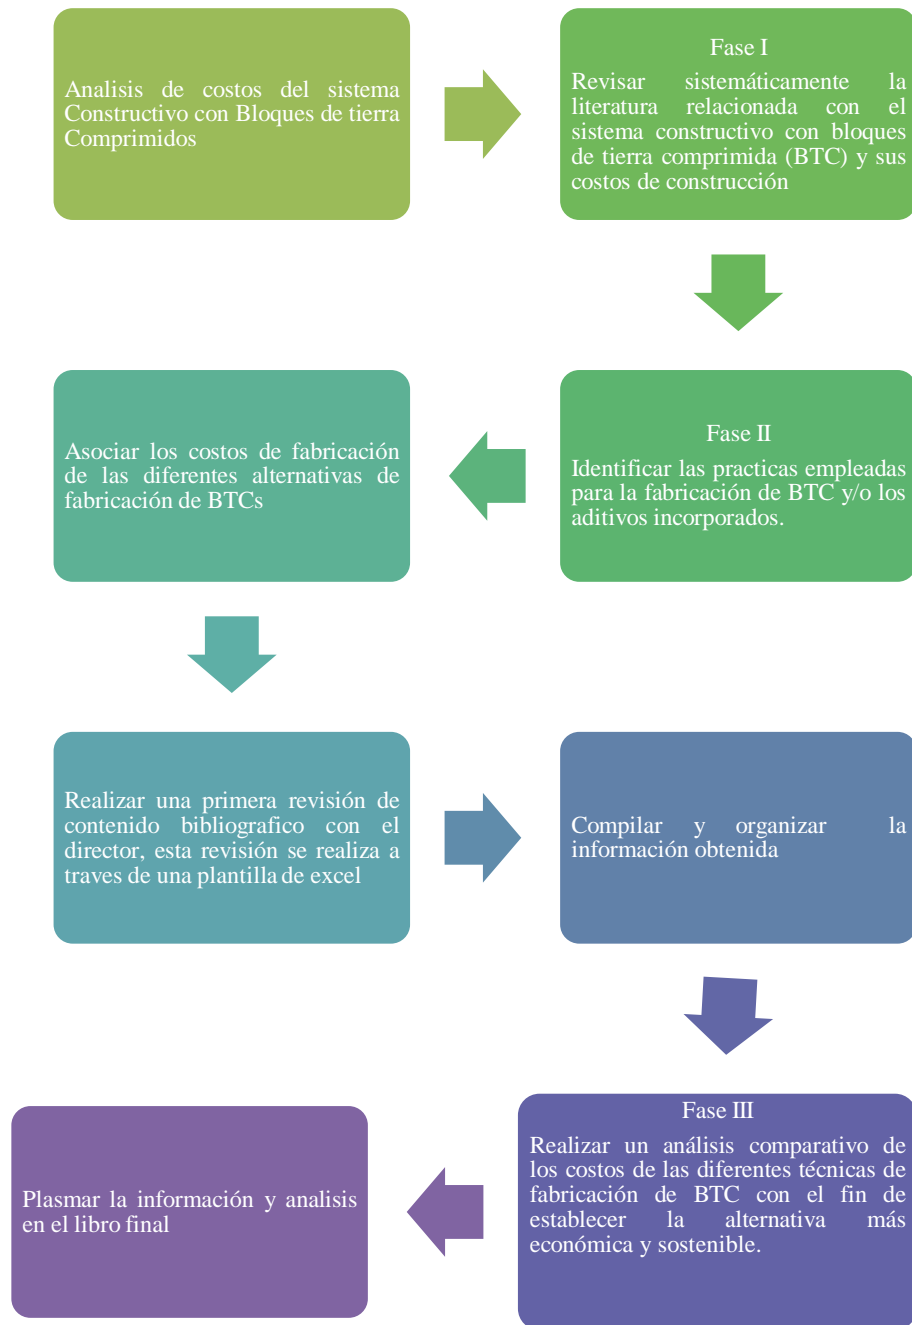 Analisis de costos del sistema
Constructivo con Bloques de tierra
Comprimidos
Fase I
Revisar sistemáticamente la
literatura relacionada con el
sistema constructivo con bloques
de tierra comprimida (BTC) y sus
costos de construcción
Fase II
Identificar las practicas empleadas
para la fabricación de BTC y/o los
aditivos incorporados.
Asociar los costos de fabricación
de las diferentes alternativas de
fabricación de BTCs
Realizar una primera revisión de
contenido bibliografico con el
director, esta revisión se realiza a
traves de una plantilla de excel
Compilar y organizar la
información obtenida
Fase III
Realizar un análisis comparativo de
los costos de las diferentes técnicas de
fabricación de BTC con el fin de
establecer la alternativa más
económica y sostenible.
Plasmar la información y analisis
en el libro final